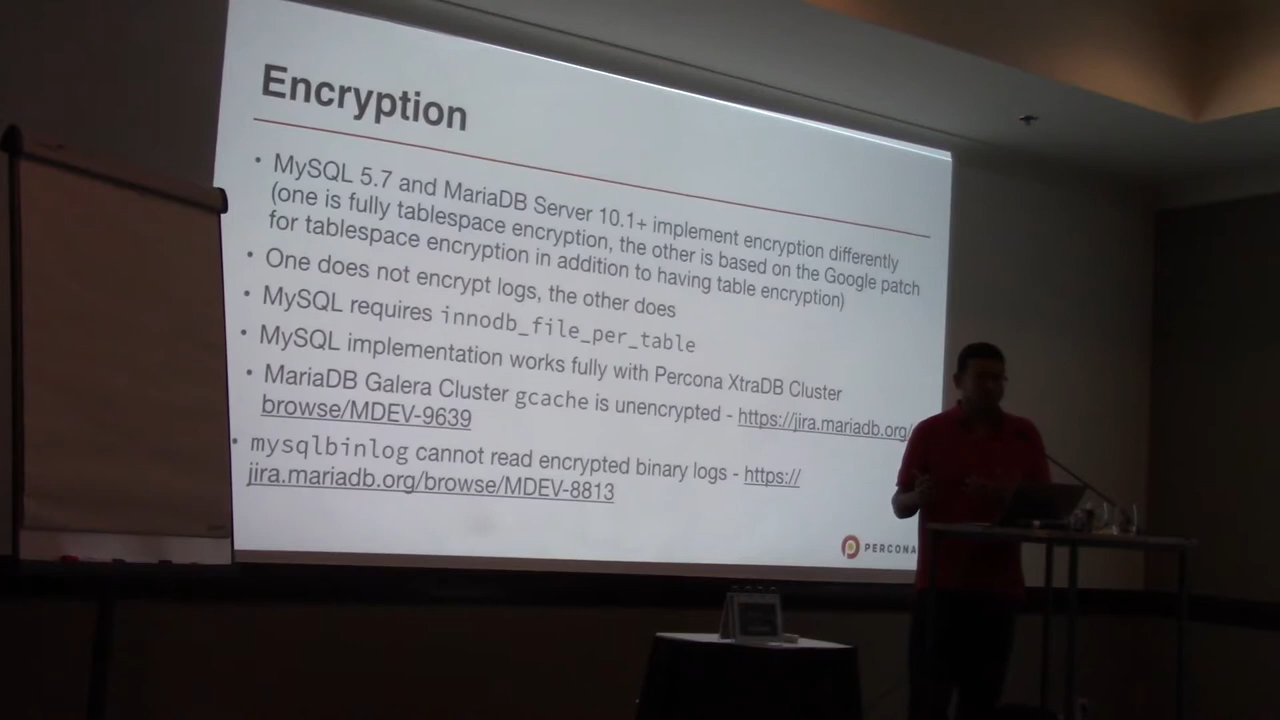 Encryption
• MySQL 5.7 and MariaDB Server 10.1+ implement encryption differently
(one is fully tablespace encryption, the other is based on the Google patch
for tablespace encryption in addition to having table encryption)
• One does not encrypt logs, the other does
• MySQL requires innodb_file_per_table
• MySQL implementation works fully with Percona XtraDB Cluster
• MariaDB Galera Cluster gcache is unencrypted - https://jira.mariadb.org/
browse/MDEV-9639
• mysqlbinlog cannot read encrypted binary logs - https://
jira.mariadb.org/browse/MDEV-8813
PERCONA